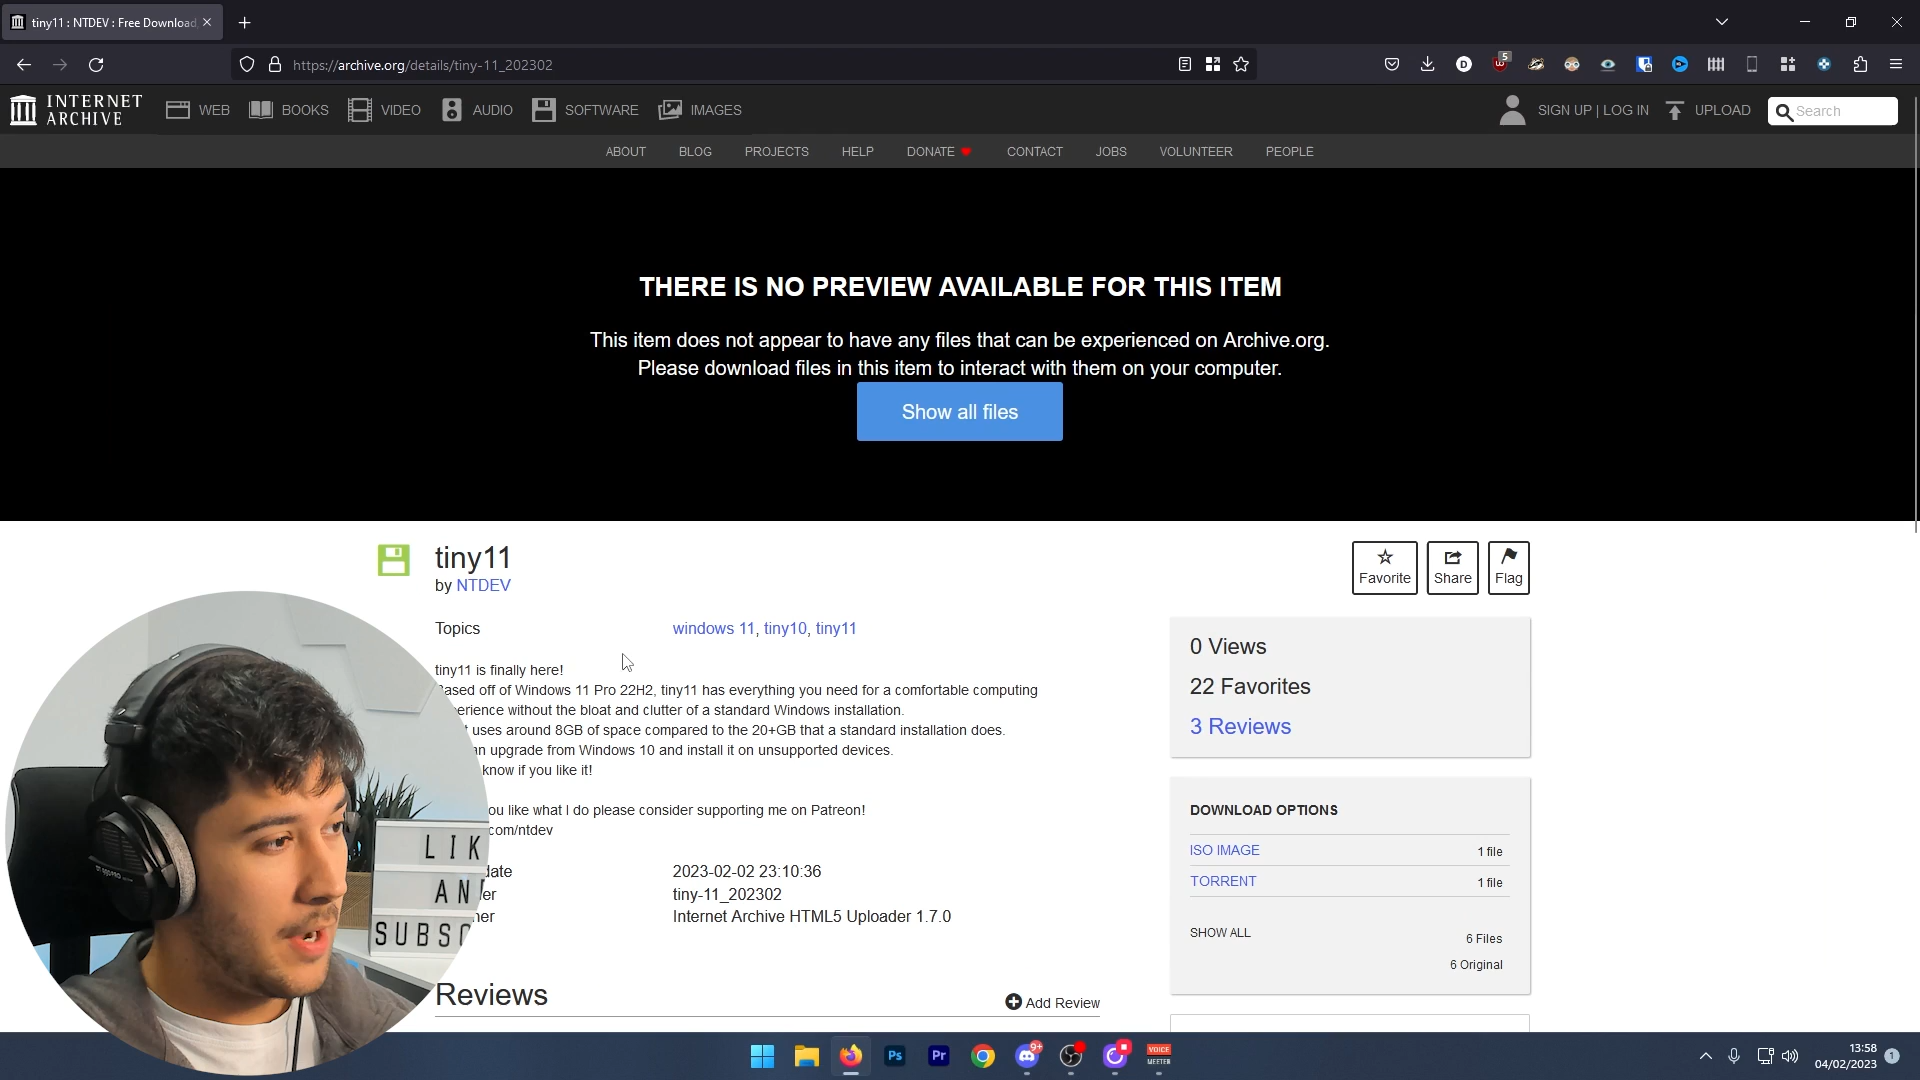 tiny11 : NTDEV : Free Download
https://archive.org/details/tiny-11_202302
5
D
INTERNET ARCHIVE
WEB
BOOKS
VIDEO
AUDIO
SOFTWARE
IMAGES
SIGN UP | LOG IN
UPLOAD
Search
ABOUT
BLOG
PROJECTS
HELP
DONATE
CONTACT
JOBS
VOLUNTEER
PEOPLE
THERE IS NO PREVIEW AVAILABLE FOR THIS ITEM
This item does not appear to have any files that can be experienced on Archive.org.
Please download files in this item to interact with them on your computer.
Show all files
tiny11
by NTDEV
Favorite
Share
Flag
Topics
windows 11, tiny10, tiny11
tiny11 is finally here!
ased off of Windows 11 Pro 22H2, tiny11 has everything you need for a comfortable computing
erience without the bloat and clutter of a standard Windows installation.
t uses around 8GB of space compared to the 20+GB that a standard installation does.
an upgrade from Windows 10 and install it on unsupported devices.
know if you like it!
ou like what I do please consider supporting me on Patreon!
com/ntdev
date 2023-02-02 23:10:36
er tiny-11_202302
ner Internet Archive HTML5 Uploader 1.7.0
Reviews
Add Review
0 Views
22 Favorites
3 Reviews
DOWNLOAD OPTIONS
ISO IMAGE 1 file
TORRENT 1 file
SHOW ALL
6 Files
6 Original
LIK
AN
SUBSC
Ps
Pr
9+
VOICE
MEETER
13:58
04/02/2023
1